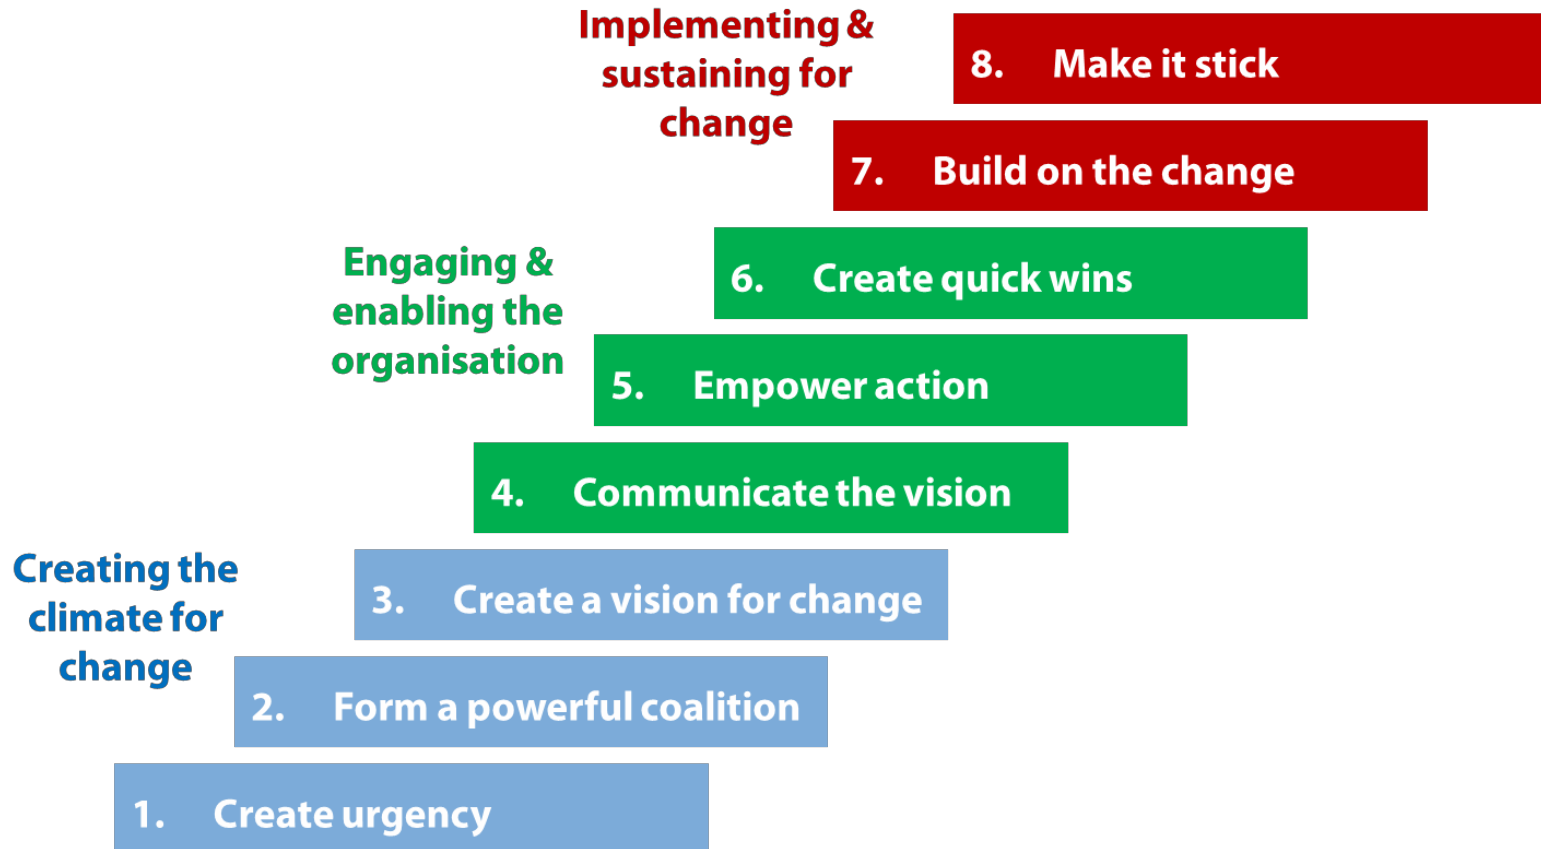 Implementing &
sustaining for
change
8. Make it stick
7. Build on the change
Engaging &
enabling the
organisation
6. Create quick wins
5. Empower action
4. Communicate the vision
Creating the
climate for
change
3. Create a vision for change
2. Form a powerful coalition
1. Create urgency